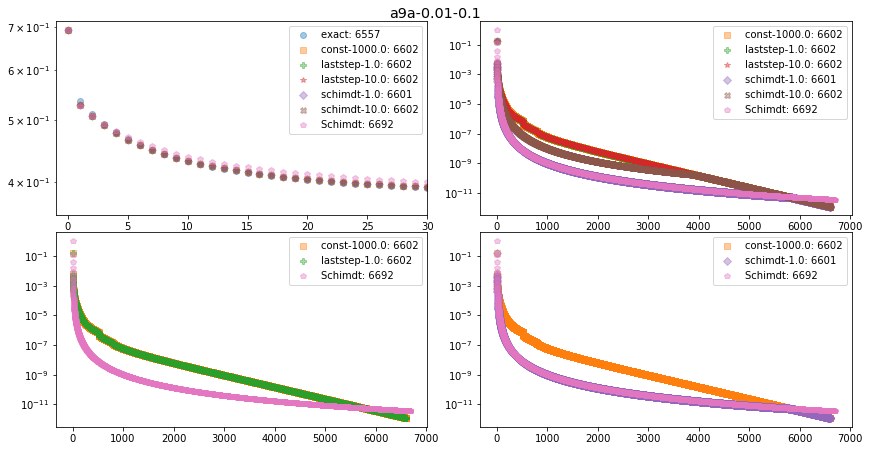 a9a-0.01-0.1
7 × 10⁻¹
6 × 10⁻¹
5 × 10⁻¹
4 × 10⁻¹
0 5 10 15 20 25 30
exact: 6557
const-1000.0: 6602
laststep-1.0: 6602
laststep-10.0: 6602
schimdt-1.0: 6601
schimdt-10.0: 6602
Schimdt: 6692
10⁻¹
10⁻³
10⁻⁵
10⁻⁷
10⁻⁹
10⁻¹¹
0 1000 2000 3000 4000 5000 6000 7000
const-1000.0: 6602
laststep-1.0: 6602
laststep-10.0: 6602
schimdt-1.0: 6601
schimdt-10.0: 6602
Schimdt: 6692
10⁻¹
10⁻³
10⁻⁵
10⁻⁷
10⁻⁹
10⁻¹¹
0 1000 2000 3000 4000 5000 6000 7000
const-1000.0: 6602
laststep-1.0: 6602
Schimdt: 6692
10⁻¹
10⁻³
10⁻⁵
10⁻⁷
10⁻⁹
10⁻¹¹
0 1000 2000 3000 4000 5000 6000 7000
const-1000.0: 6602
schimdt-1.0: 6601
Schimdt: 6692